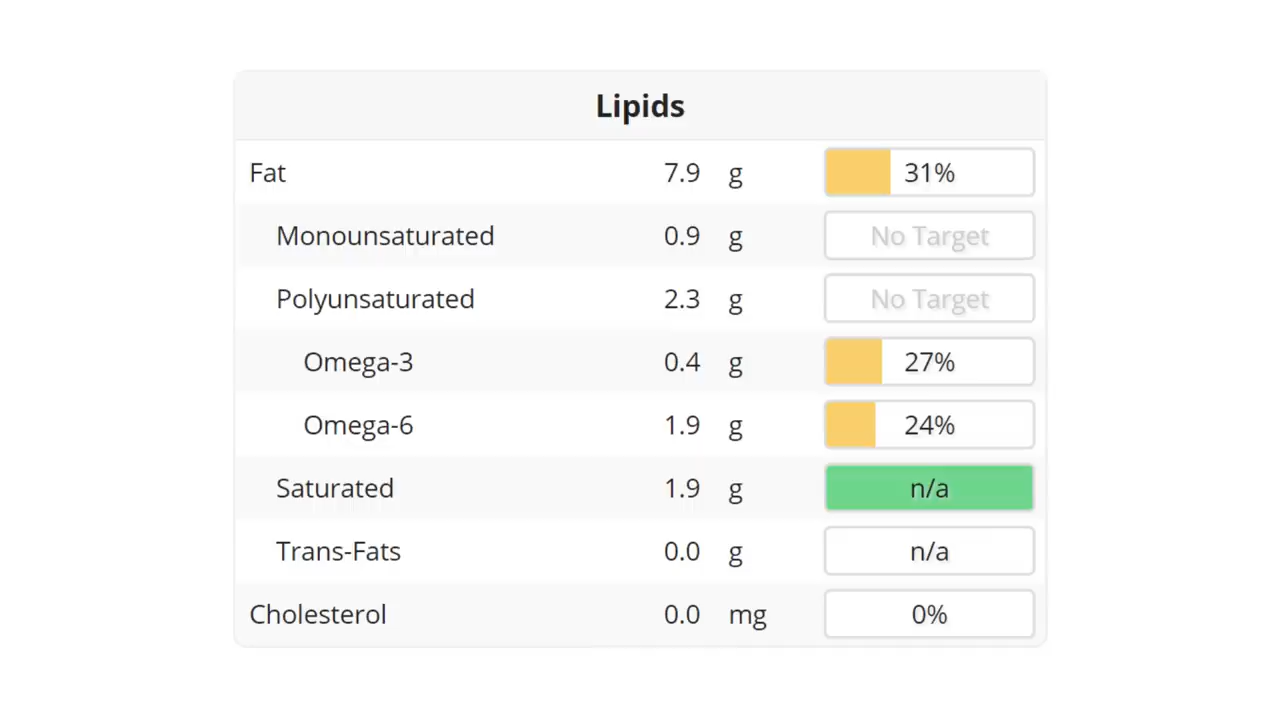 Lipids
Fat 7.9 g 31%
Monounsaturated 0.9 g No Target
Polyunsaturated 2.3 g No Target
Omega-3 0.4 g 27%
Omega-6 1.9 g 24%
Saturated 1.9 g n/a
Trans-Fats 0.0 g n/a
Cholesterol 0.0 mg 0%